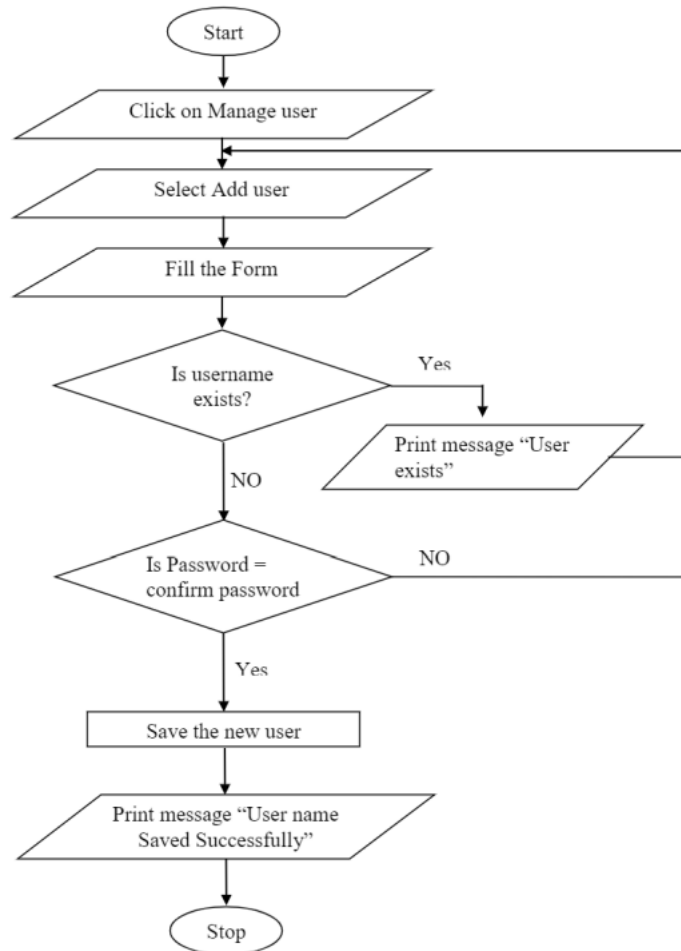 Start
Click on Manage user
Select Add user
Fill the Form
Is username
exists?
Yes
Print message “User
exists”
NO
Is Password =
confirm password
NO
Yes
Save the new user
Print message “User name
Saved Successfully”
Stop